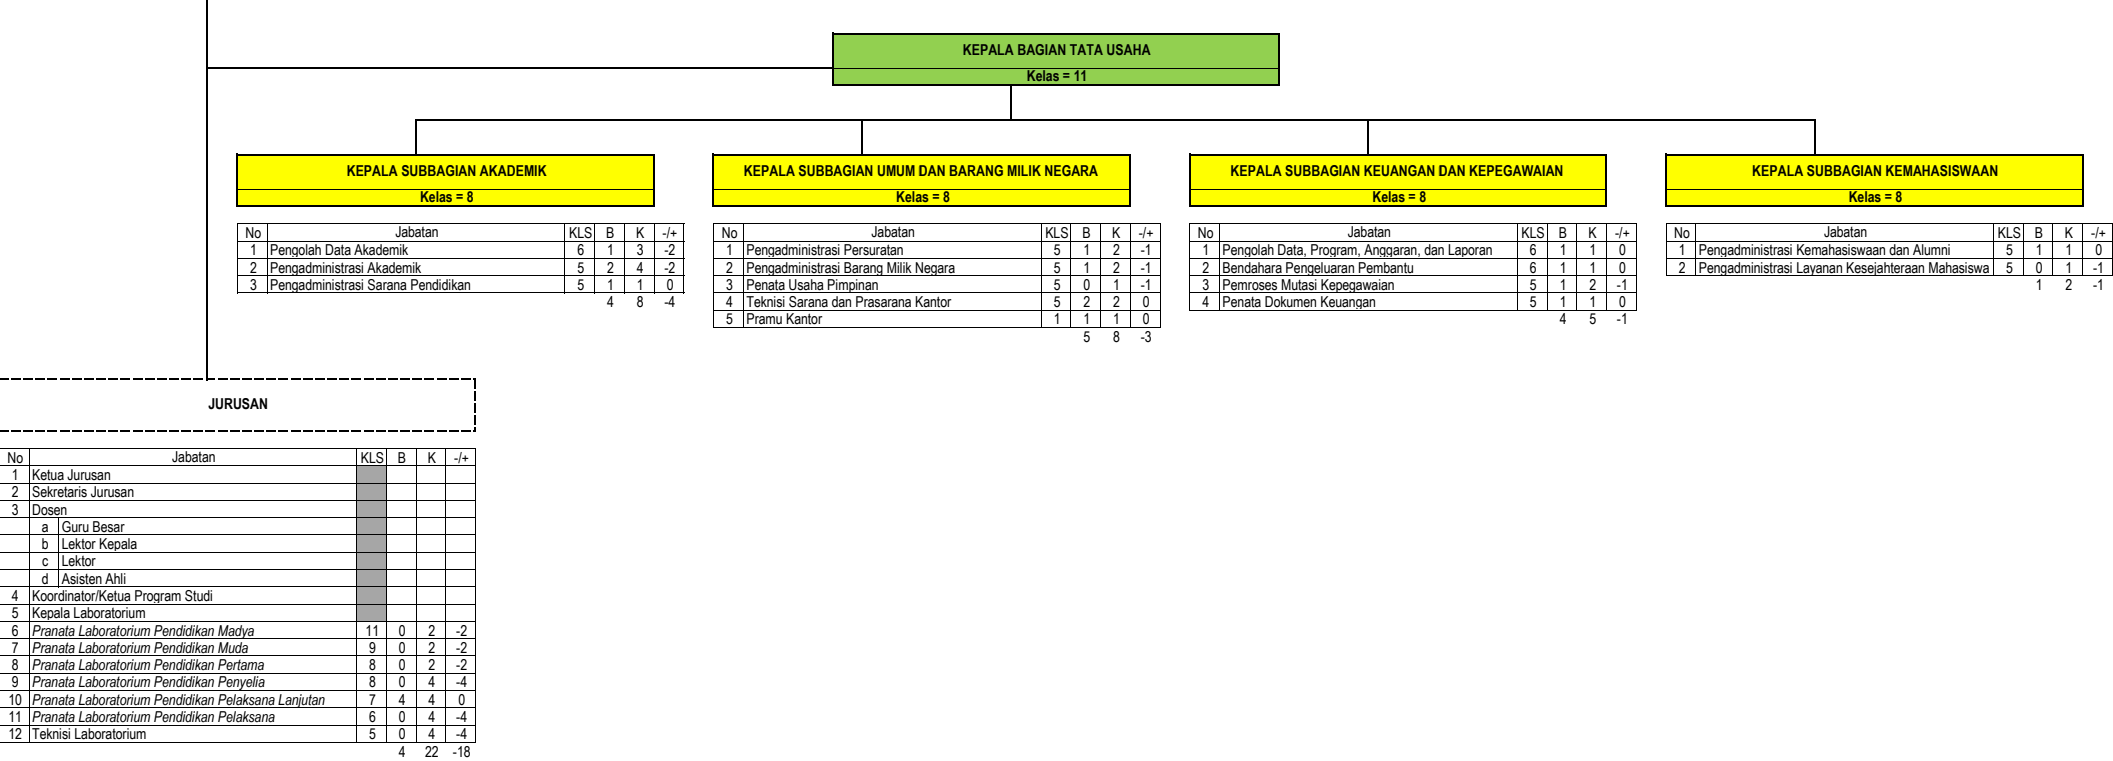 KEPALA BAGIAN TATA USAHA
Kelas = 11
KEPALA SUBBAGIAN AKADEMIK
Kelas = 8
No Jabatan KLS B K -/+
1 Pengolah Data Akademik 6 1 3 -2
2 Pengadministrasi Akademik 5 2 4 -2
3 Pengadministrasi Sarana Pendidikan 5 1 1 0
4 8 -4
KEPALA SUBBAGIAN UMUM DAN BARANG MILIK NEGARA
Kelas = 8
No Jabatan KLS B K -/+
1 Pengadministrasi Persuratan 5 1 2 -1
2 Pengadministrasi Barang Milik Negara 5 1 2 -1
3 Penata Usaha Pimpinan 5 0 1 -1
4 Teknisi Sarana dan Prasarana Kantor 5 2 2 0
5 Pramu Kantor 1 1 1 0
5 8 -3
KEPALA SUBBAGIAN KEUANGAN DAN KEPEGAWAIAN
Kelas = 8
No Jabatan KLS B K -/+
1 Pengolah Data, Program, Anggaran, dan Laporan 6 1 1 0
2 Bendahara Pengeluaran Pembantu 6 1 1 0
3 Pemroses Mutasi Kepegawaian 5 1 2 -1
4 Penata Dokumen Keuangan 5 1 1 0
4 5 -1
KEPALA SUBBAGIAN KEMAHASISWAAN
Kelas = 8
No Jabatan KLS B K -/+
1 Pengadministrasi Kemahasiswaan dan Alumni 5 1 1 0
2 Pengadministrasi Layanan Kesejahteraan Mahasiswa 5 0 1 -1
1 2 -1
JURUSAN
No Jabatan KLS B K -/+
1 Ketua Jurusan
2 Sekretaris Jurusan
3 Dosen
a Guru Besar
b Lektor Kepala
c Lektor
d Asisten Ahli
4 Koordinator/Ketua Program Studi
5 Kepala Laboratorium
6 Pranata Laboratorium Pendidikan Madya 11 0 2 -2
7 Pranata Laboratorium Pendidikan Muda 9 0 2 -2
8 Pranata Laboratorium Pendidikan Pertama 8 0 2 -2
9 Pranata Laboratorium Pendidikan Penyelia 8 0 4 -4
10 Pranata Laboratorium Pendidikan Pelaksana Lanjutan 7 4 4 0
11 Pranata Laboratorium Pendidikan Pelaksana 6 0 4 -4
12 Teknisi Laboratorium 5 0 4 -4
4 22 -18